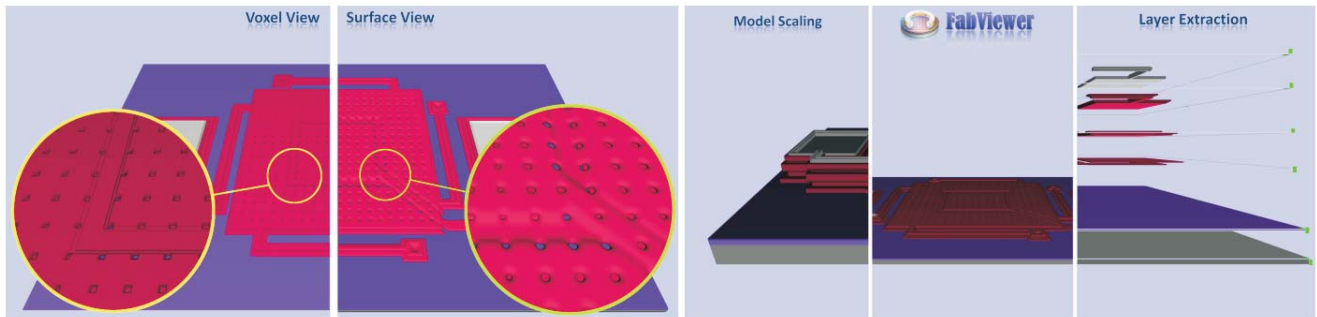 Voxel View
Surface View
Model Scaling
FabViewer
Layer Extraction